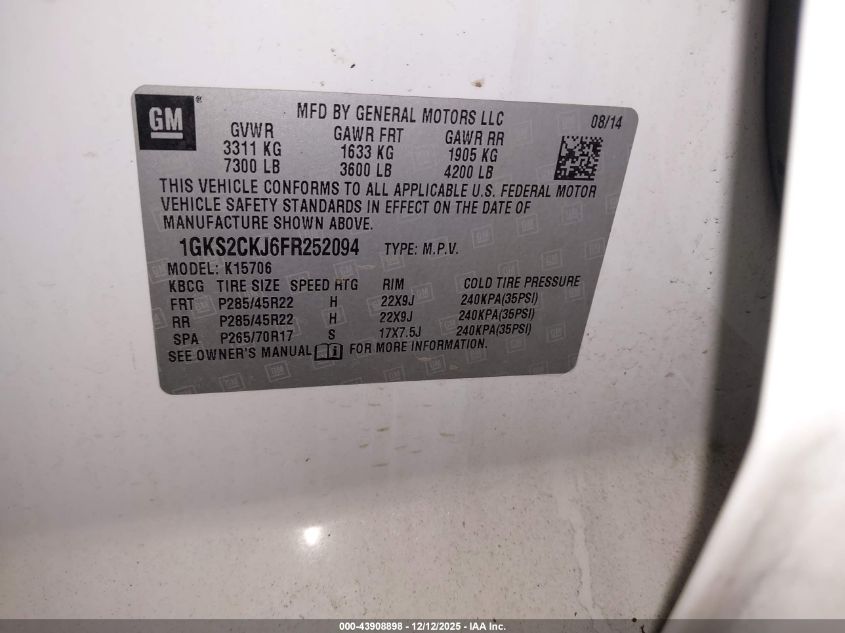 GM®
MFD BY GENERAL MOTORS LLC 08/14
GVWR GAWR FRT GAWR RR
3311 KG 1633 KG 1905 KG
7300 LB 3600 LB 4200 LB
THIS VEHICLE CONFORMS TO ALL APPLICABLE U.S. FEDERAL MOTOR
VEHICLE SAFETY STANDARDS IN EFFECT ON THE DATE OF
MANUFACTURE SHOWN ABOVE.
1GKS2CKJ6FR252094 TYPE: M.P.V.
MODEL: K15706
KBCG TIRE SIZE SPEED RTG RIM COLD TIRE PRESSURE
FRT P285/45R22 H 22X9J 240KPA(35PSI)
RR P285/45R22 H 22X9J 240KPA(35PSI)
SPA P265/70R17 S 17X7.5J 240KPA(35PSI)
SEE OWNER'S MANUAL i FOR MORE INFORMATION.
000-43908898 - 12/12/2025 - IAA Inc.